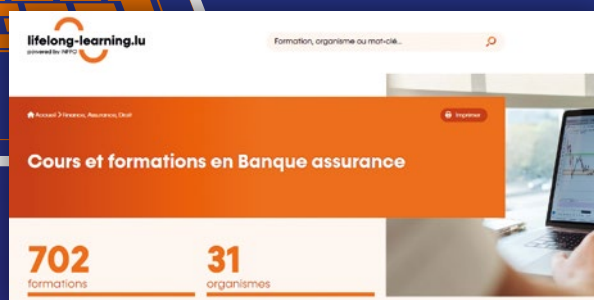 lifelong-learning.lu
powered by INFPC
Formation, organisme ou mot-clé...
Accueil > Finance, Assurance, Droit
Imprimer
Cours et formations en Banque assurance
702
formations
31
organismes